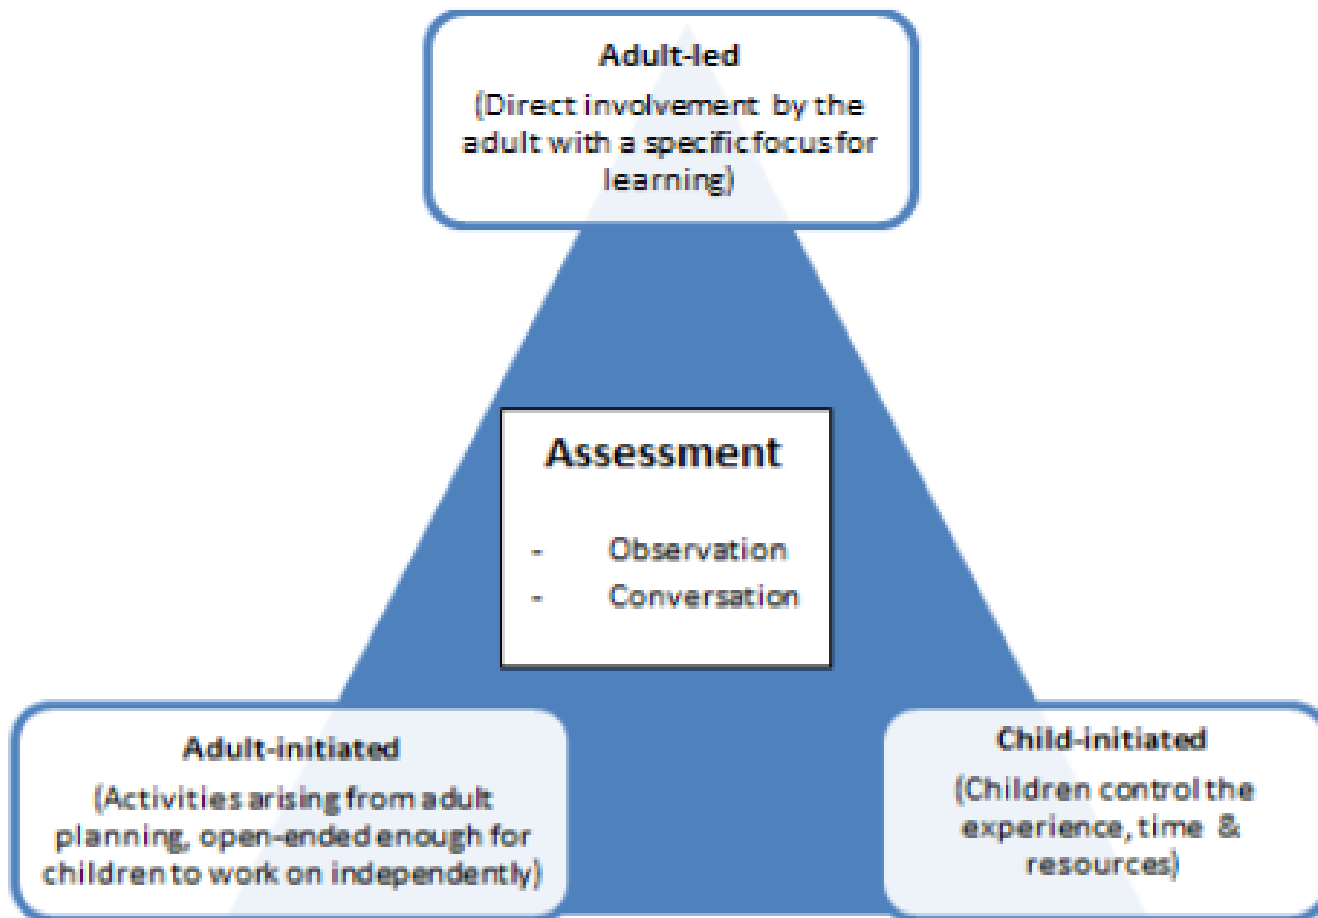 Adult-led
(Direct involvement by the
adult with a specific focus for
learning)
Assessment
- Observation
- Conversation
Adult-initiated
(Activities arising from adult
planning, open-ended enough for
children to work on independently)
Child-initiated
(Children control the
experience, time &
resources)